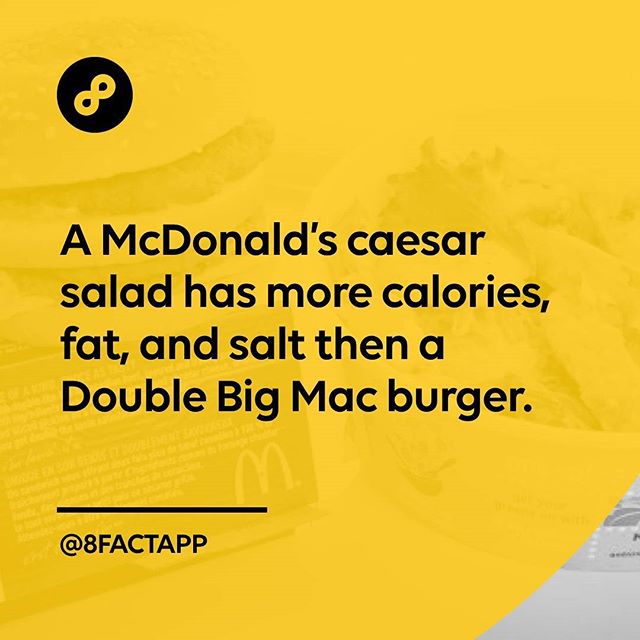 A McDonald's caesar
salad has more calories,
fat, and salt then a
Double Big Mac burger.
@8FACTAPP